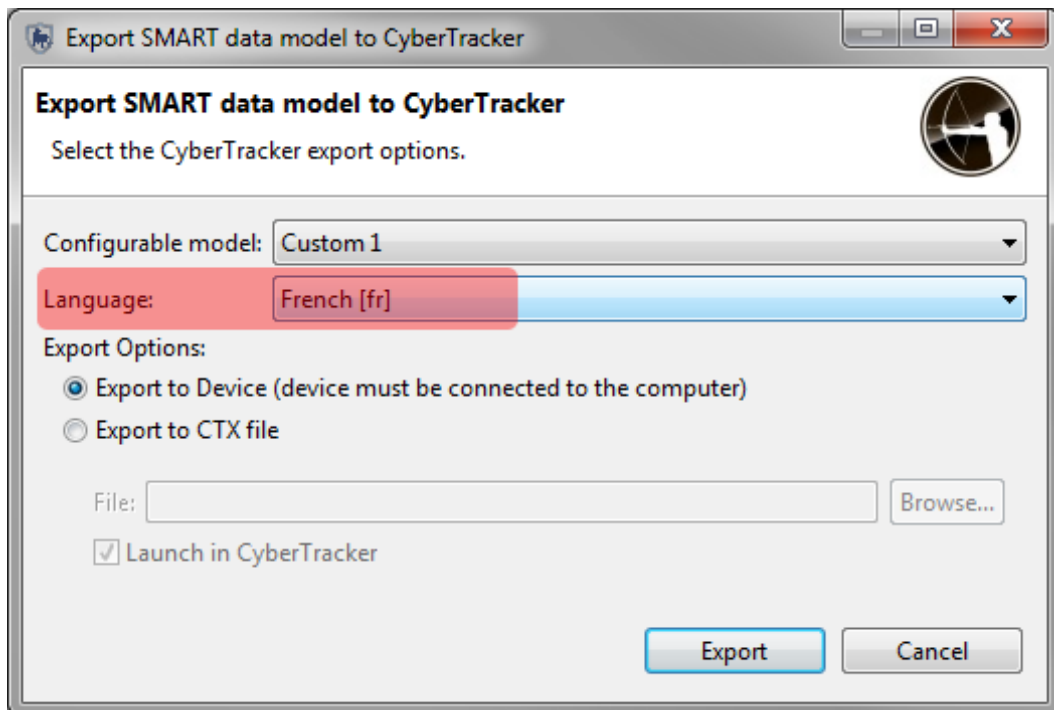 Export SMART data model to CyberTracker
Export SMART data model to CyberTracker
Select the CyberTracker export options.
Configurable model: Custom 1
Language: French [fr]
Export Options:
Export to Device (device must be connected to the computer)
Export to CTX file
File: Browse...
Launch in CyberTracker
Export Cancel